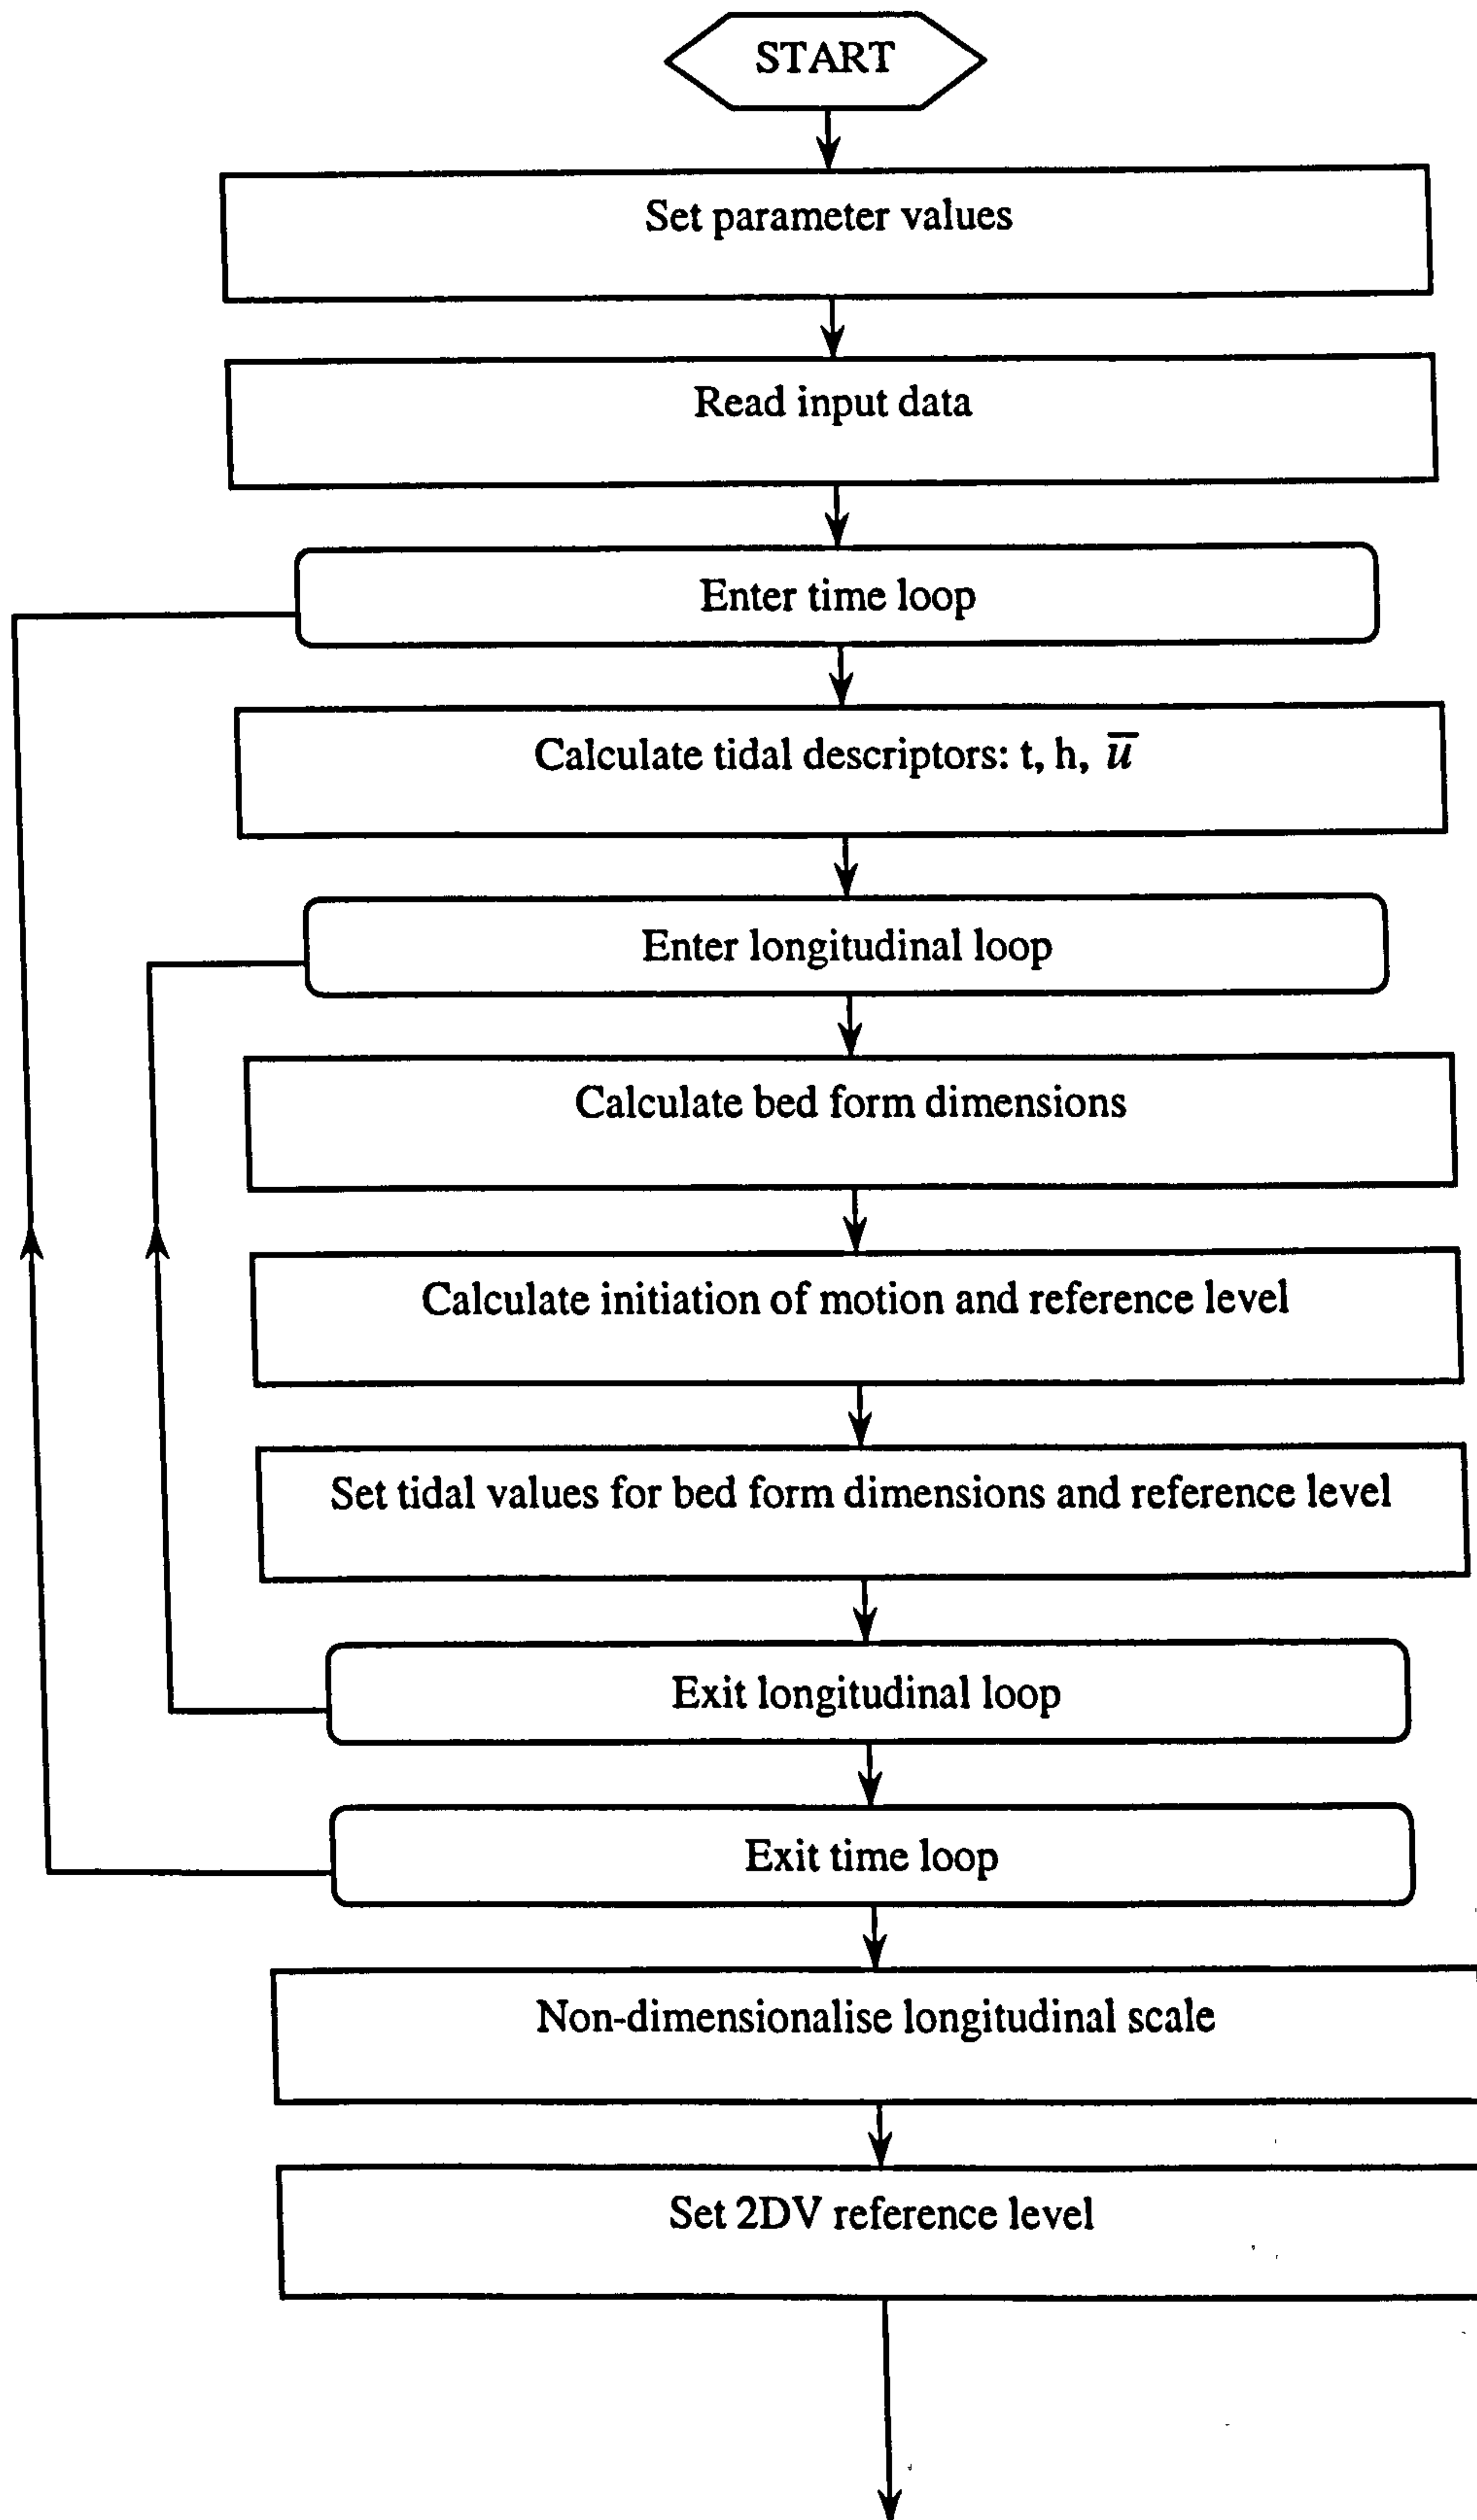 START
Set parameter values
Read input data
Enter time loop
Calculate tidal descriptors: t, h, u̅
Enter longitudinal loop
Calculate bed form dimensions
Calculate initiation of motion and reference level
Set tidal values for bed form dimensions and reference level
Exit longitudinal loop
Exit time loop
Non-dimensionalise longitudinal scale
Set 2DV reference level